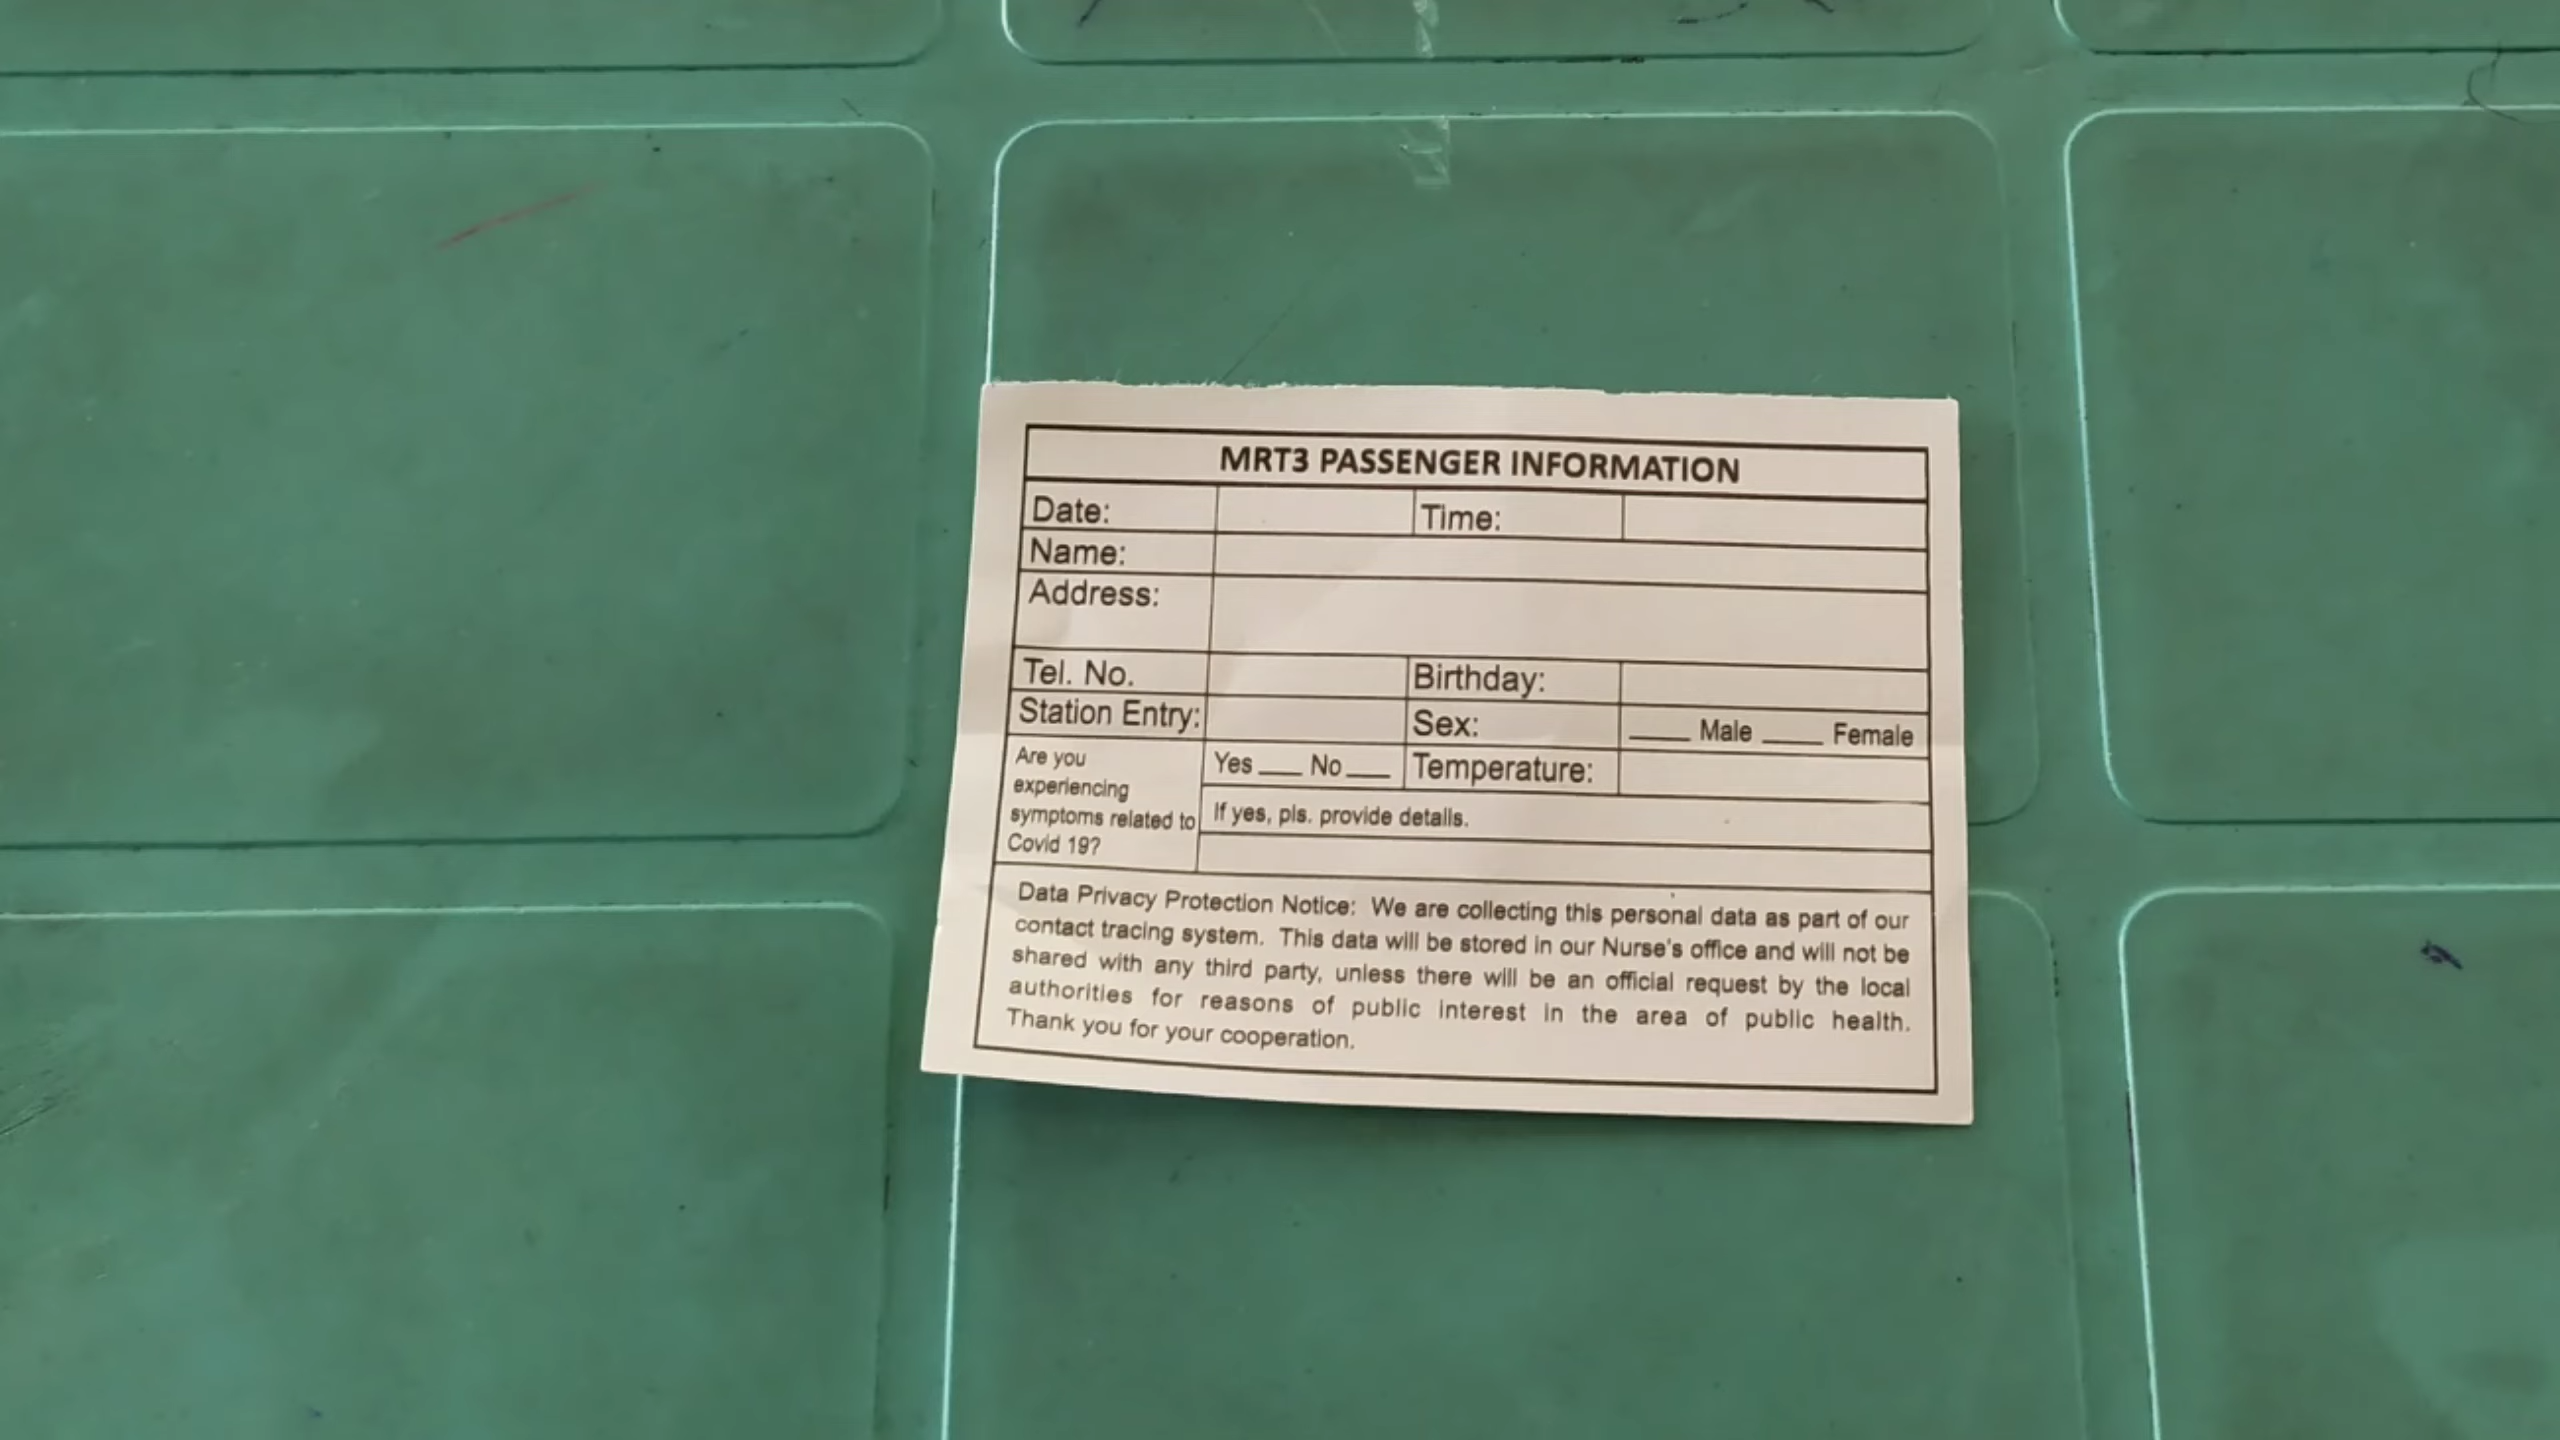 MRT3 PASSENGER INFORMATION
Date: Time:
Name:
Address:
Tel. No. Birthday:
Station Entry: Sex: ____ Male ____ Female
Are you
experiencing
symptoms related to
Covid 19?
Yes ___ No ___ Temperature:
If yes, pls. provide details.
Data Privacy Protection Notice: We are collecting this personal data as part of our
contact tracing system. This data will be stored in our Nurse's office and will not be
shared with any third party, unless there will be an official request by the local
authorities for reasons of public interest in the area of public health.
Thank you for your cooperation.